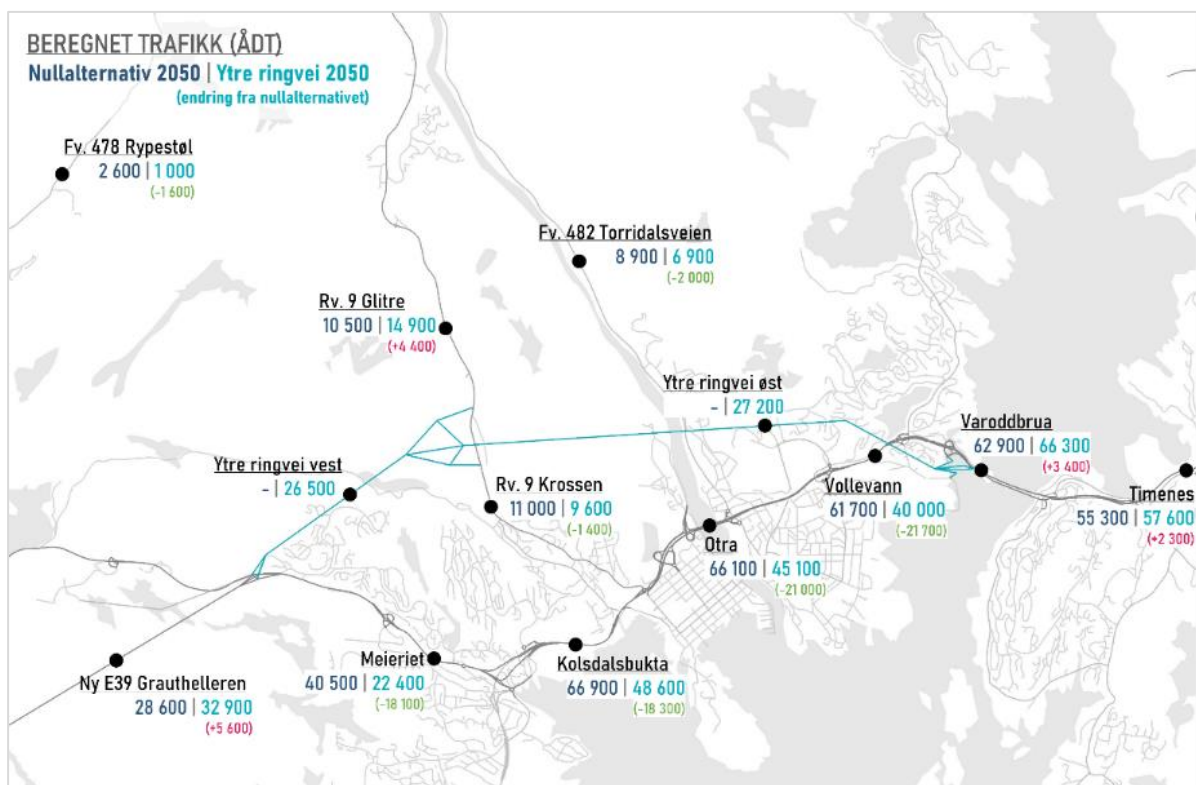 BEREGNET TRAFIKK (ÅDT)
Nullalternativ 2050 | Ytre ringvei 2050
(endring fra nullalternativet)
Fv. 478 Rypestøl
2 600 | 1 000
(-1 600)
Fv. 482 Torridalsveien
8 900 | 6 900
(-2 000)
Rv. 9 Glitre
10 500 | 14 900
(+4 400)
Ytre ringvei øst
- | 27 200
Varoddbrua
62 900 | 66 300
(+3 400)
Ytre ringvei vest
- | 26 500
Rv. 9 Krossen
11 000 | 9 600
(-1 400)
Vollevann
61 700 | 40 000
(-21 700)
Timenes
55 300 | 57 600
(+2 300)
Otra
66 100 | 45 100
(-21 000)
Meieriet
40 500 | 22 400
(-18 100)
Kolsdalsbukta
66 900 | 48 600
(-18 300)
Ny E39 Grauthelleren
28 600 | 32 900
(+5 600)